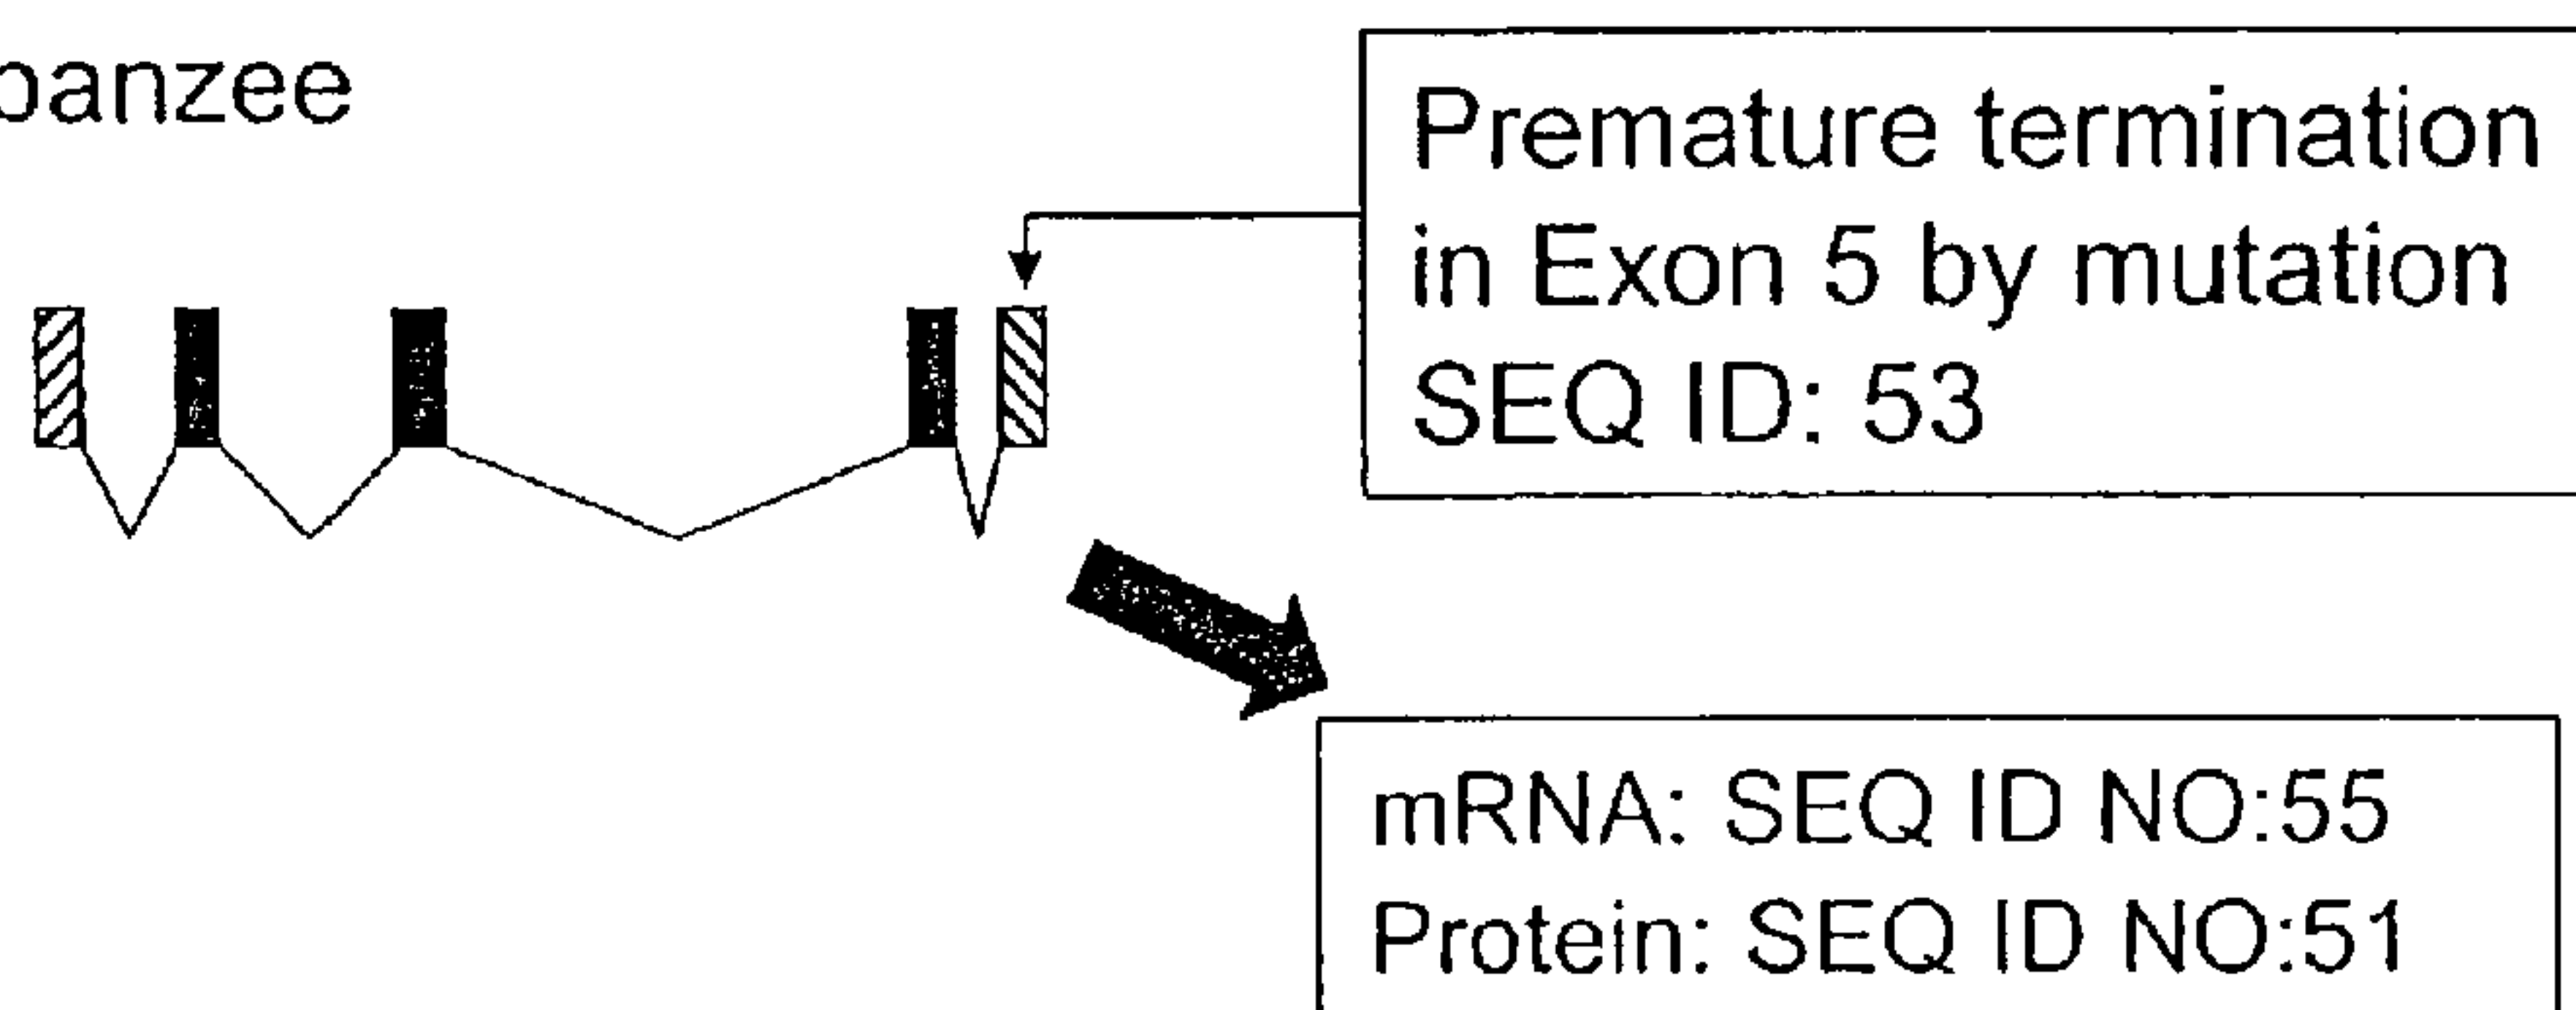 panzee
Premature termination
in Exon 5 by mutation
SEQ ID: 53
mRNA: SEQ ID NO:55
Protein: SEQ ID NO:51